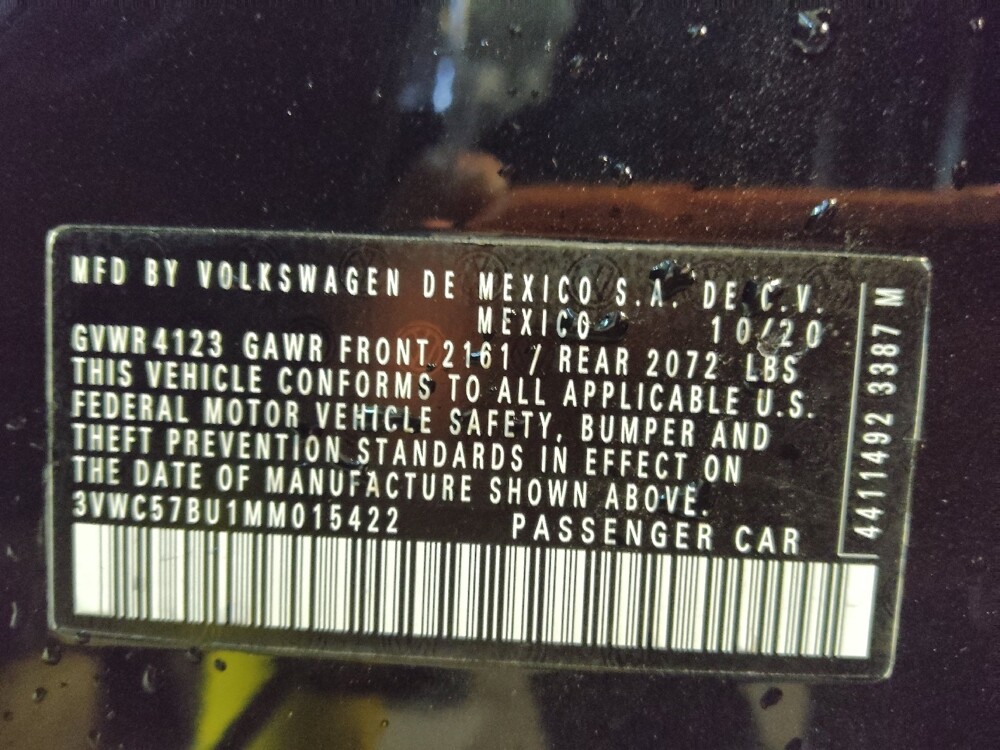 MFD BY VOLKSWAGEN DE MEXICO S.A. DE C.V.
MEXICO 10/20
GVWR 4123 GAWR FRONT 2161 / REAR 2072 LBS
THIS VEHICLE CONFORMS TO ALL APPLICABLE U.S.
FEDERAL MOTOR VEHICLE SAFETY, BUMPER AND
THEFT PREVENTION STANDARDS IN EFFECT ON
THE DATE OF MANUFACTURE SHOWN ABOVE.
3VWC57BU1MM015422 PASSENGER CAR
44111492 3387 M